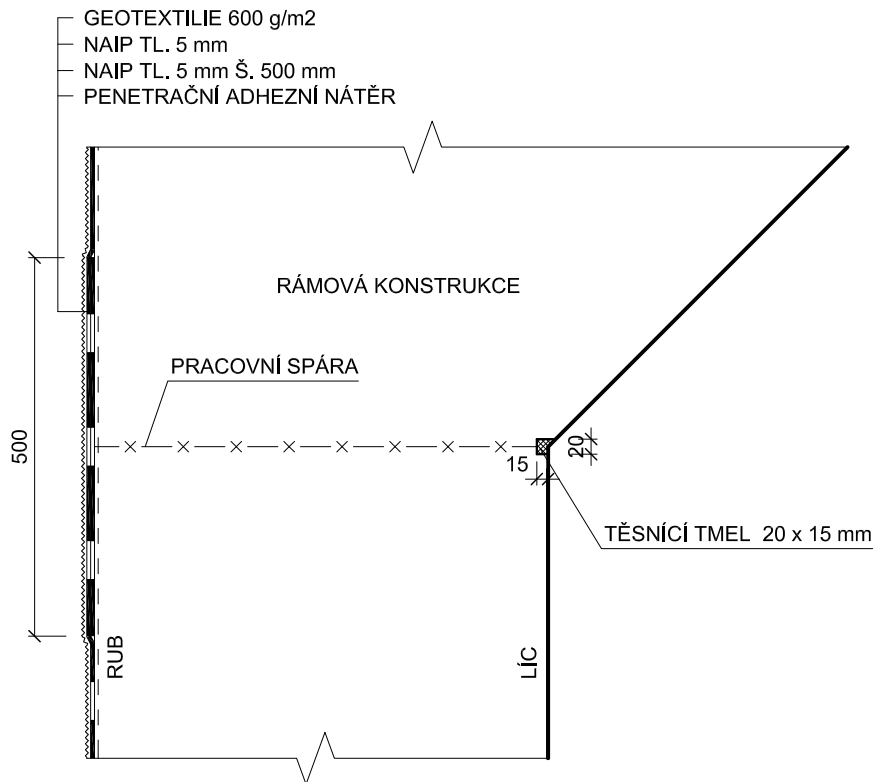 GEOTEXTILIE 600 g/m2
NAIP TL. 5 mm
NAIP TL. 5 mm Š. 500 mm
PENETRAČNÍ ADHEZNÍ NÁTĚR
RÁMOVÁ KONSTRUKCE
PRACOVNÍ SPÁRA
500
15
20
TĚSNÍCÍ TMEL 20 x 15 mm
RUB
LÍC